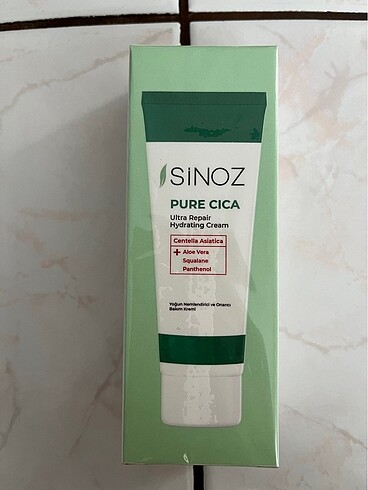 SiNOZ
PURE CICA
Ultra Repair
Hydrating Cream
Centella Asiatica
+ Aloe Vera
Squalane
Panthenol
Yoğun Nemlendirici ve Onarıcı
Bakım Kremi